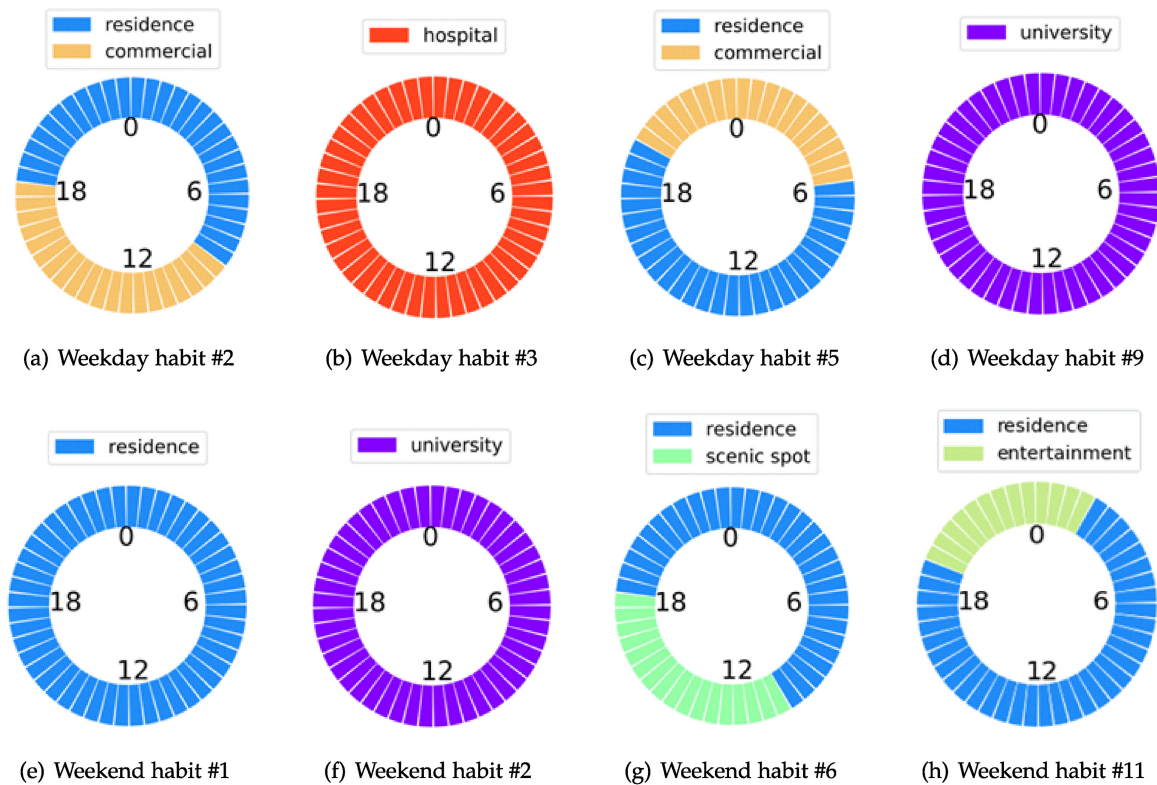 residence
commercial
0
18
6
12
(a) Weekday habit #2
hospital
0
18
6
12
(b) Weekday habit #3
residence
commercial
0
18
6
12
(c) Weekday habit #5
university
0
18
6
12
(d) Weekday habit #9
residence
0
18
6
12
(e) Weekend habit #1
university
0
18
6
12
(f) Weekend habit #2
residence
scenic spot
0
18
6
12
(g) Weekend habit #6
residence
entertainment
0
18
6
12
(h) Weekend habit #11